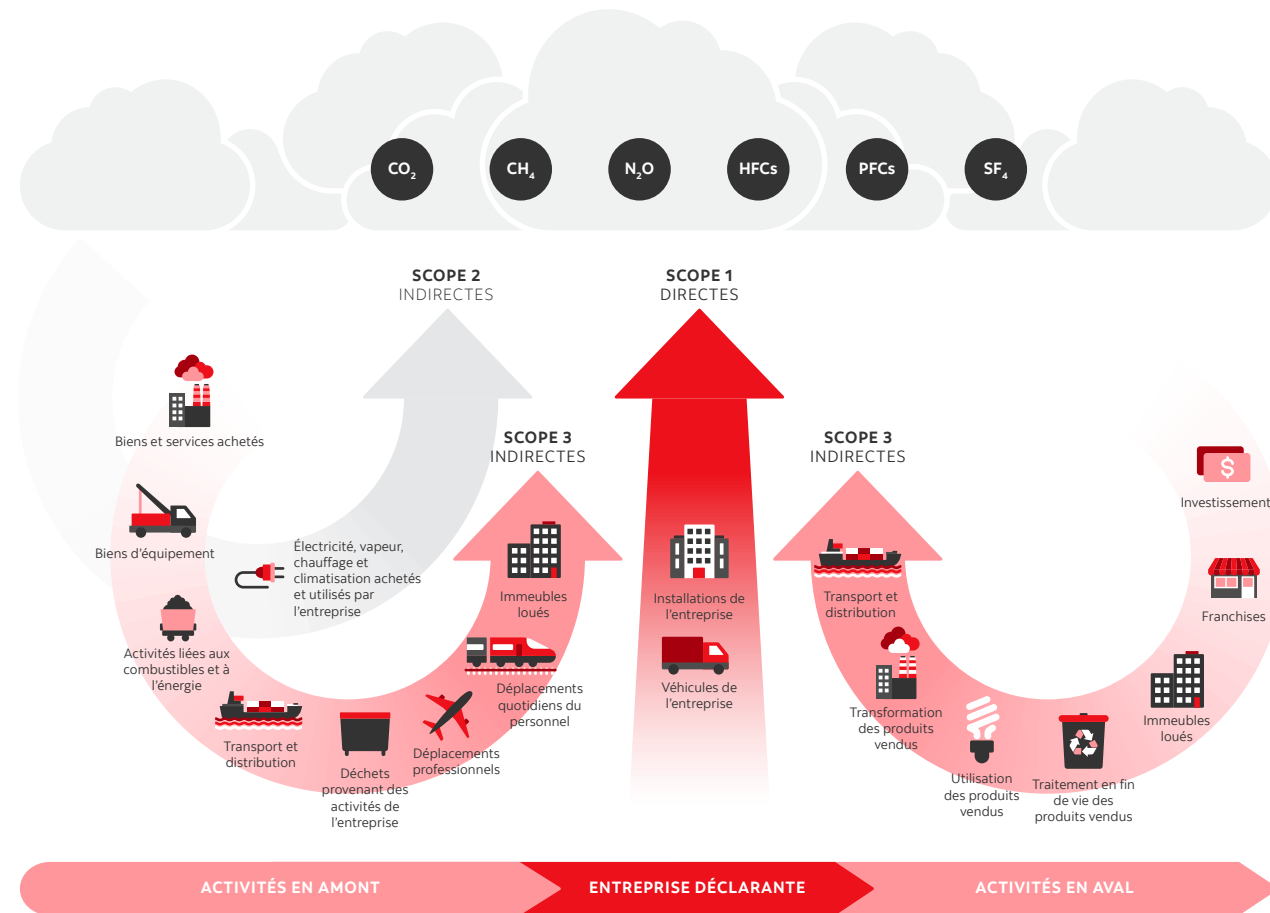 CO₂
CH₄
N₂O
HFCs
PFCs
SF₄
SCOPE 2
INDIRECTES
SCOPE 1
DIRECTES
SCOPE 3
INDIRECTES
SCOPE 3
INDIRECTES
Biens et services achetés
Biens d'équipement
Activités liées aux
combustibles et à
l'énergie
Transport et
distribution
Déchets
provenant des
activités de
l'entreprise
Déplacements
professionnels
Déplacements
quotidiens du
personnel
Immeubles
loués
Électricité, vapeur,
chauffage et
climatisation achetés
et utilisés par
l'entreprise
Installations de
l'entreprise
Véhicules de
l'entreprise
Transport et
distribution
Transformation
des produits
vendus
Utilisation
des produits
vendus
Traitement en fin
de vie des
produits vendus
Immeubles
loués
Franchises
$
Investissement
ACTIVITÉS EN AMONT
ENTREPRISE DÉCLARANTE
ACTIVITÉS EN AVAL